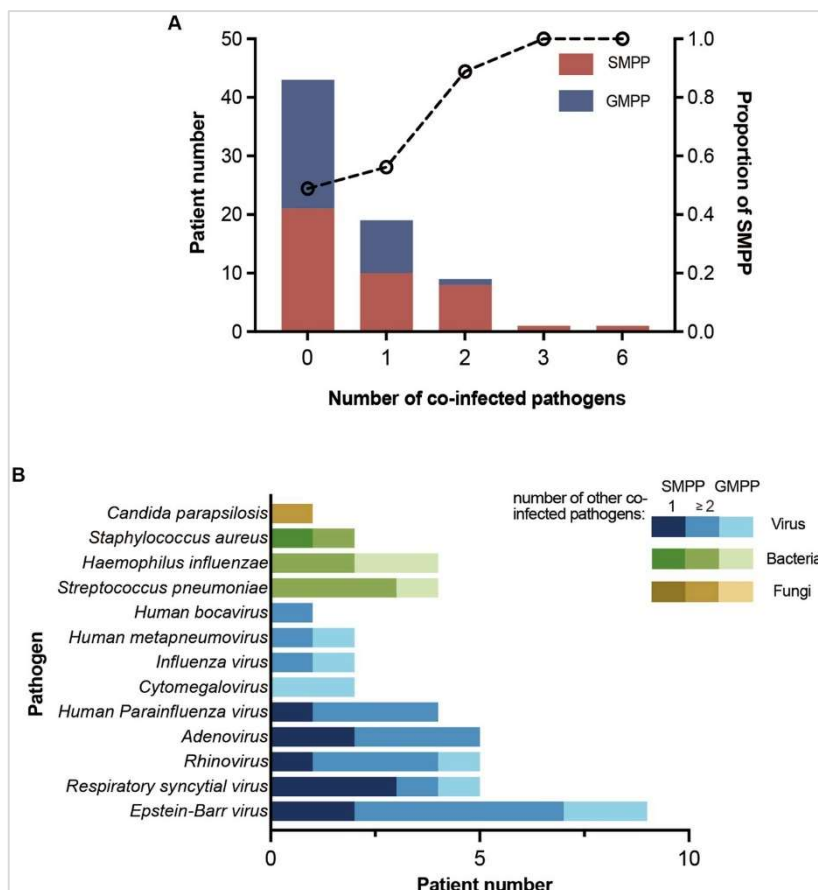 A
50
40
30
20
10
0
Patient number
SMPP
GMPP
1.0
0.8
0.6
0.4
0.2
0.0
Proportion of SMPP
0 1 2 3 6
Number of co-infected pathogens
B
SMPP GMPP
number of other co-
infected pathogens:
1 ≥ 2
Virus
Bacteria
Fungi
Pathogen
Candida parapsilosis
Staphylococcus aureus
Haemophilus influenzae
Streptococcus pneumoniae
Human bocavirus
Human metapneumovirus
Influenza virus
Cytomegalovirus
Human Parainfluenza virus
Adenovirus
Rhinovirus
Respiratory syncytial virus
Epstein-Barr virus
0 5 10
Patient number